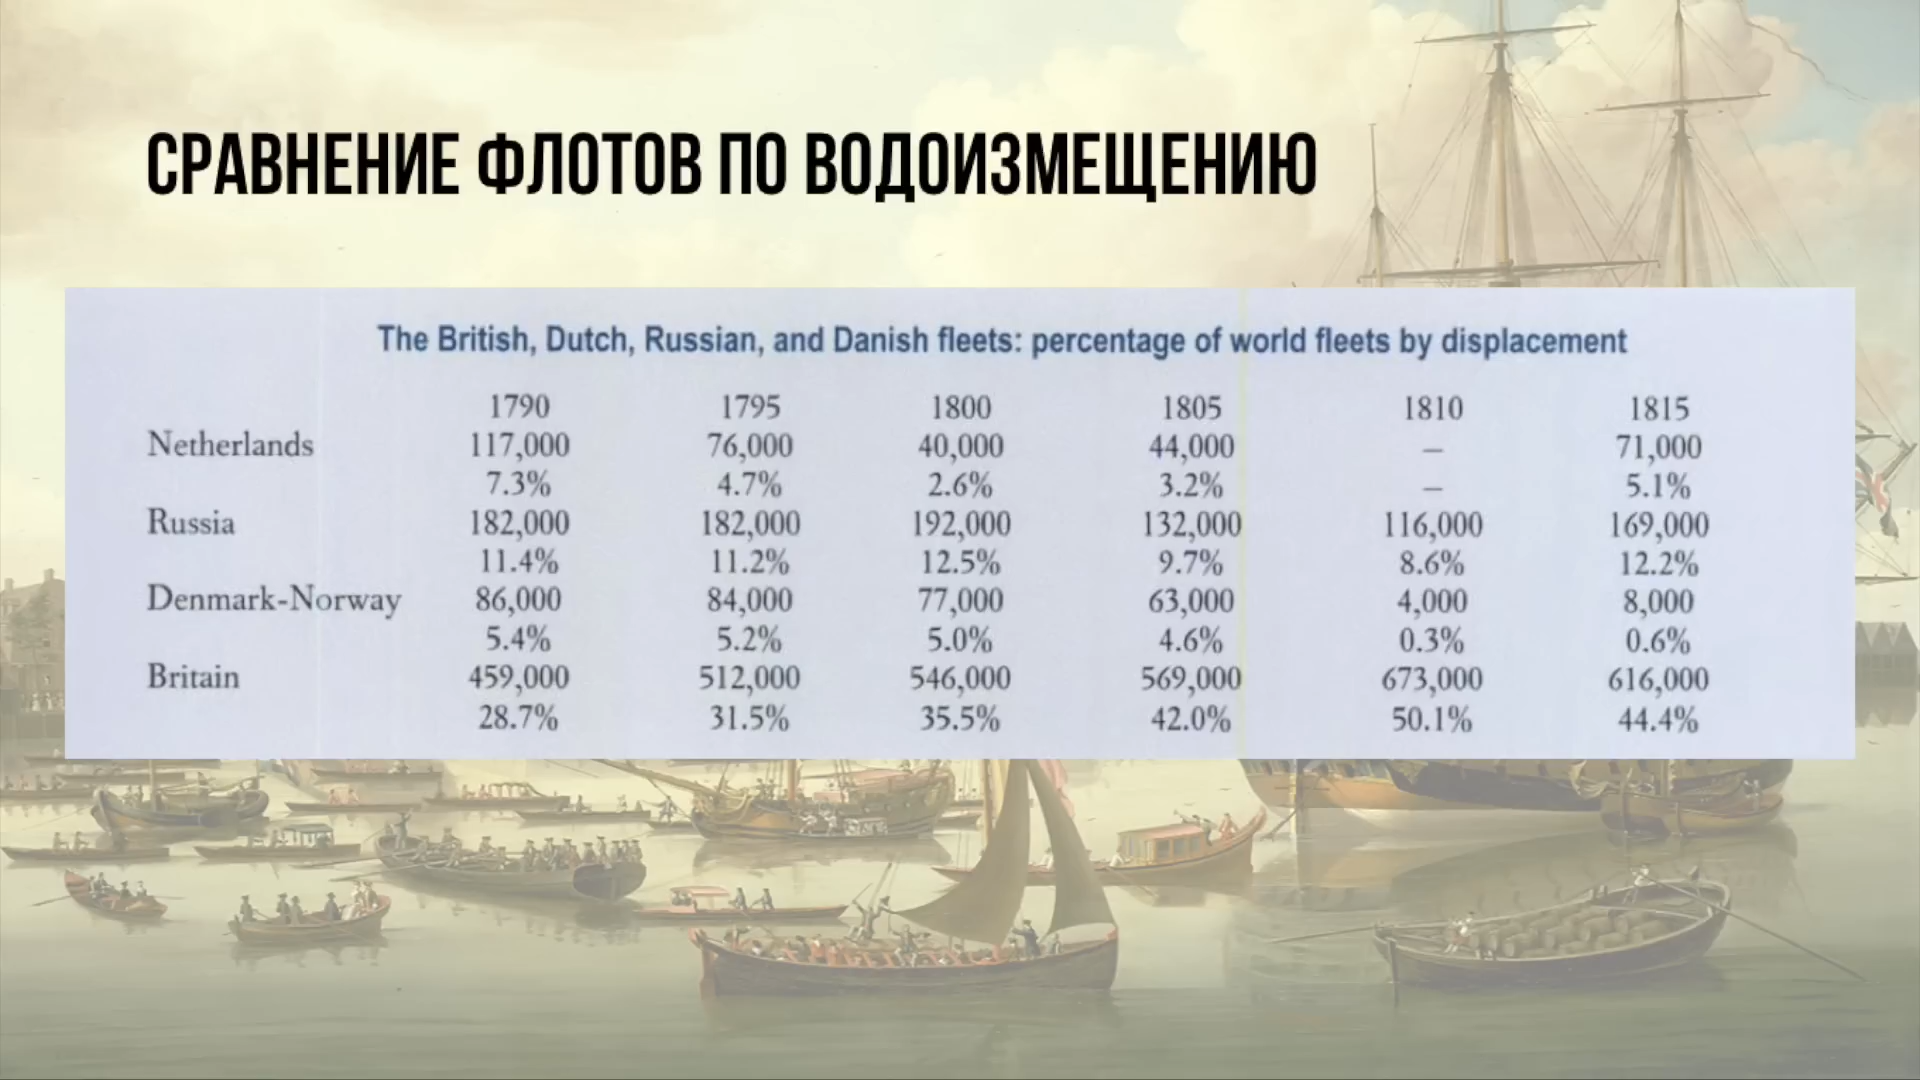 СРАВНЕНИЕ ФЛОТОВ ПО ВОДОИЗМЕЩЕНИЮ
The British, Dutch, Russian, and Danish fleets: percentage of world fleets by displacement
1790 1795 1800 1805 1810 1815
Netherlands 117,000 76,000 40,000 44,000 – 71,000
7.3% 4.7% 2.6% 3.2% – 5.1%
Russia 182,000 182,000 192,000 132,000 116,000 169,000
11.4% 11.2% 12.5% 9.7% 8.6% 12.2%
Denmark-Norway 86,000 84,000 77,000 63,000 4,000 8,000
5.4% 5.2% 5.0% 4.6% 0.3% 0.6%
Britain 459,000 512,000 546,000 569,000 673,000 616,000
28.7% 31.5% 35.5% 42.0% 50.1% 44.4%